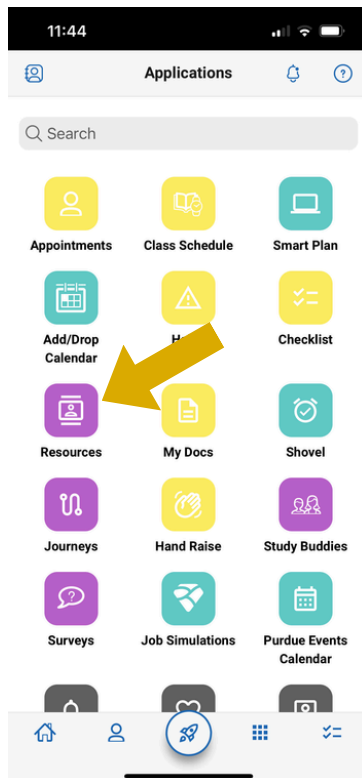 11:44
Applications
Search
Appointments Class Schedule Smart Plan
Add/Drop
Calendar
Checklist
Resources My Docs Shovel
Journeys Hand Raise Study Buddies
Surveys Job Simulations Purdue Events
Calendar